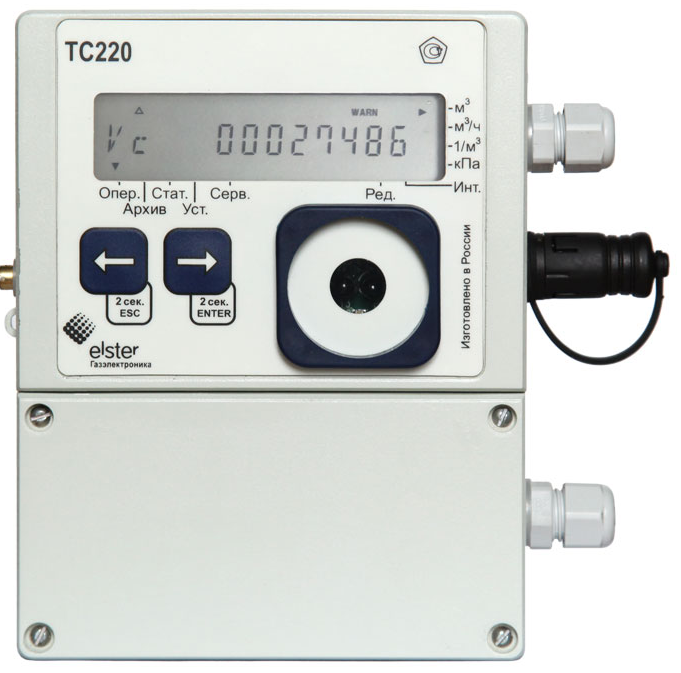 TC220
WARN
Vc 00027486
м³
м³/ч
1/м³
кПа
Опер. Стат. Серв. Ред. Инт.
Архив Уст.
2 сек.
ESC
2 сек.
ENTER
Изготовлено в России
elster
Газэлектроника